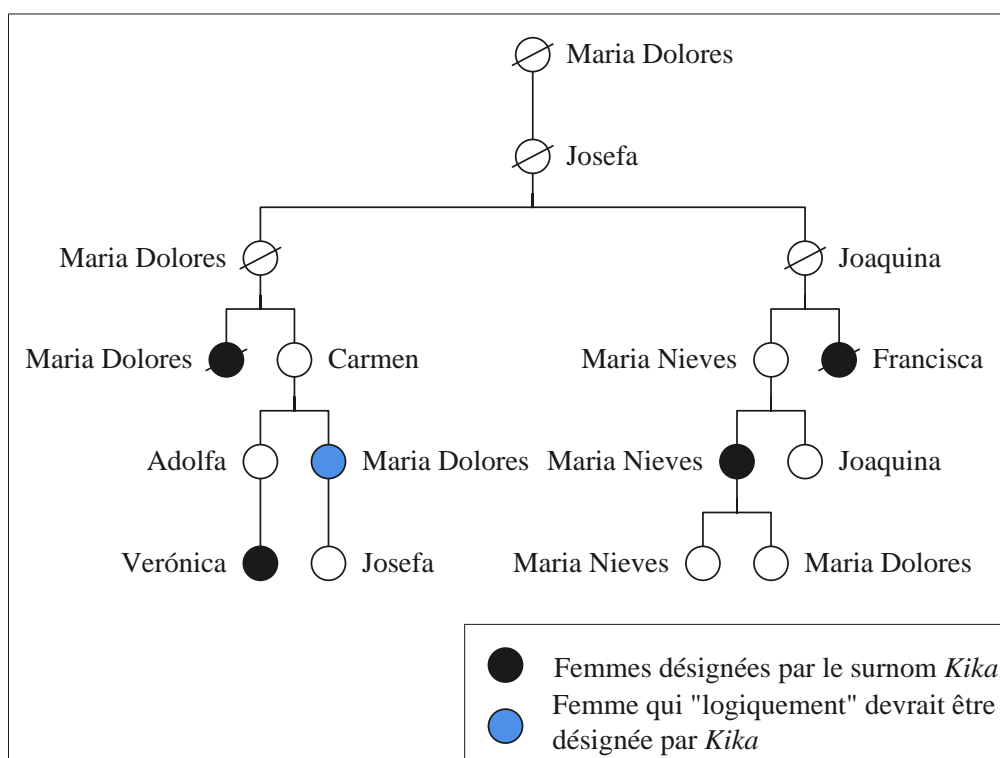 Maria Dolores
Josefa
Maria Dolores
Joaquina
Maria Dolores
Carmen
Maria Nieves
Francisca
Adolfa
Maria Dolores
Maria Nieves
Joaquina
Verónica
Josefa
Maria Nieves
Maria Dolores
Femmes désignées par le surnom Kika
Femme qui "logiquement" devrait être
désignée par Kika